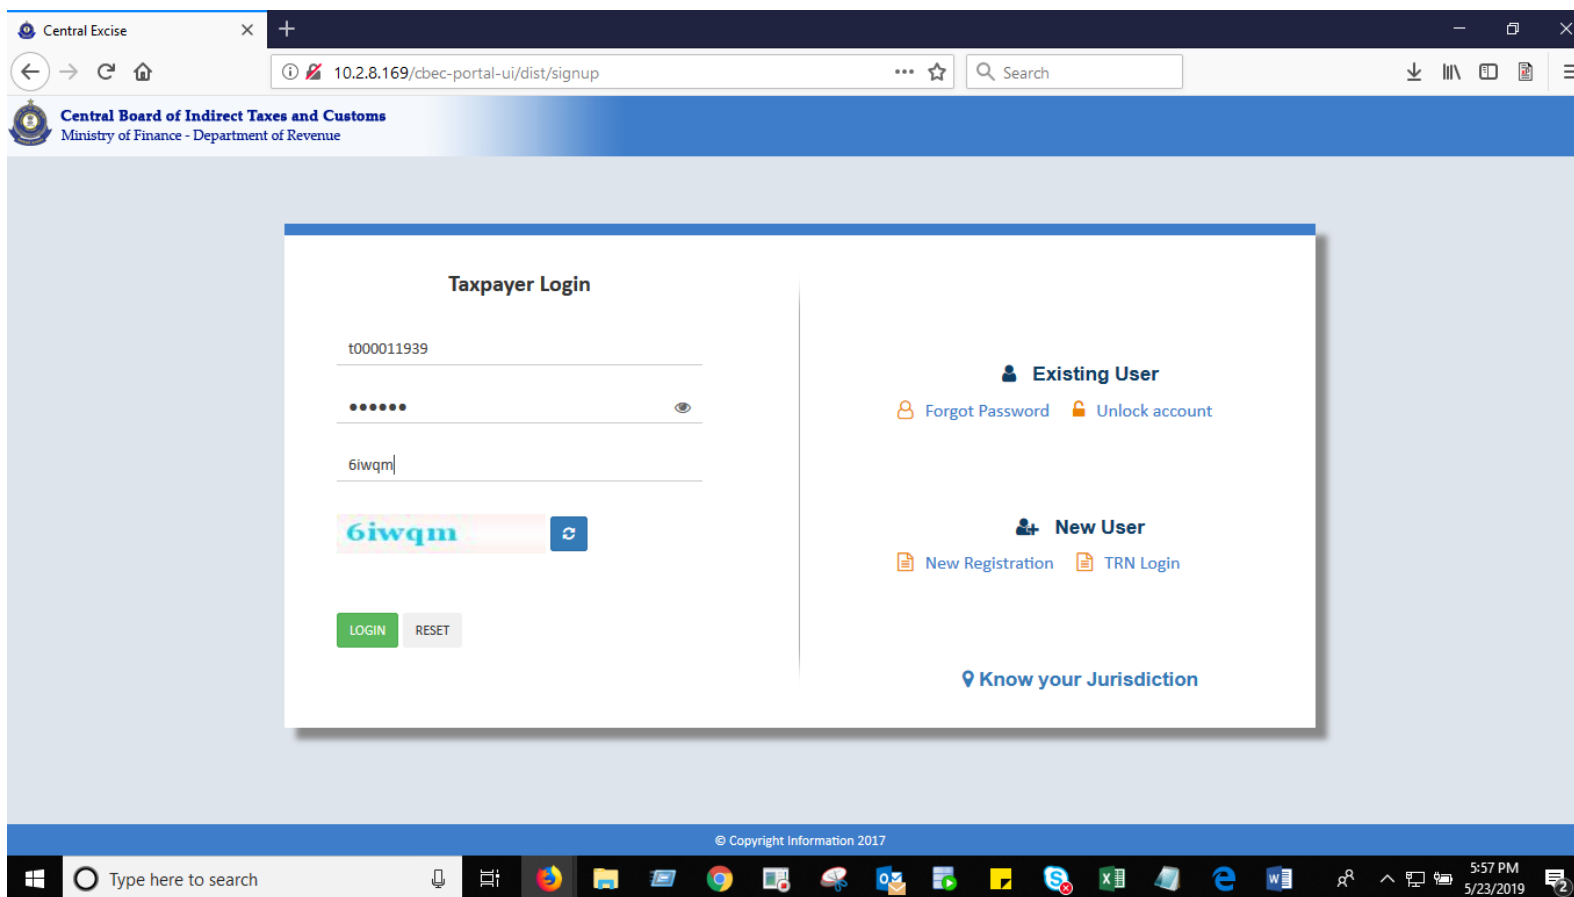 Central Excise
10.2.8.169/cbec-portal-ui/dist/signup
Search
Central Board of Indirect Taxes and Customs
Ministry of Finance - Department of Revenue
Taxpayer Login
t000011939
••••••
6iwqm
6iwqm
LOGIN RESET
Existing User
Forgot Password Unlock account
New User
New Registration TRN Login
Know your Jurisdiction
© Copyright Information 2017
Type here to search
5:57 PM
5/23/2019
2